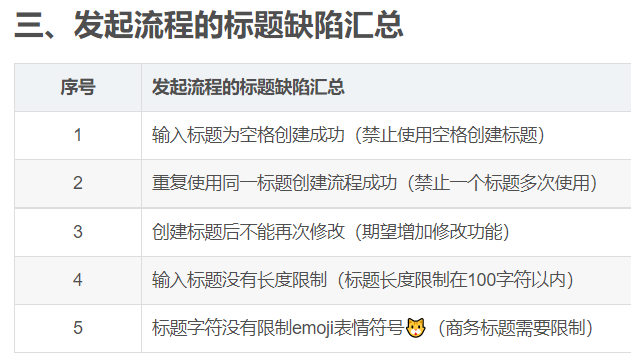 三、发起流程的标题缺陷汇总
序号 发起流程的标题缺陷汇总
1 输入标题为空格创建成功（禁止使用空格创建标题）
2 重复使用同一标题创建流程成功（禁止一个标题多次使用）
3 创建标题后不能再次修改（期望增加修改功能）
4 输入标题没有长度限制（标题长度限制在100字符以内）
5 标题字符没有限制emoji表情符号🐱（商务标题需要限制）